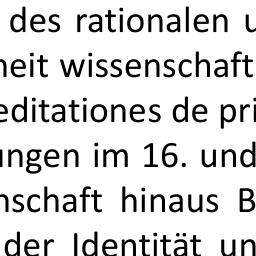 des rationalen u
heit wissenschaft
editationes de pri
ungen im 16. und
nschaft hinaus B
der Identität un